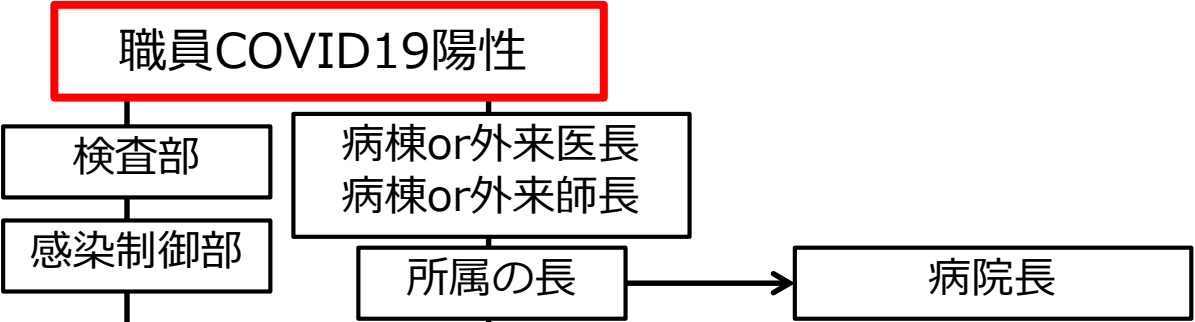 職員COVID19陽性
検査部
病棟or外来医長
病棟or外来師長
感染制御部
所属の長
病院長